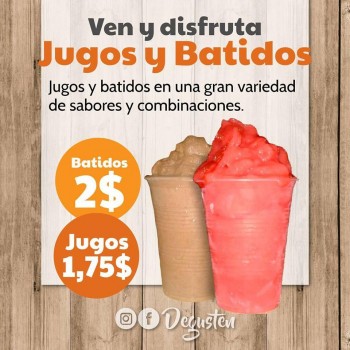 Ven y disfruta
Jugos y Batidos
Jugos y batidos en una gran variedad
de sabores y combinaciones.
Batidos
2$
Jugos
1,75$
Degusten